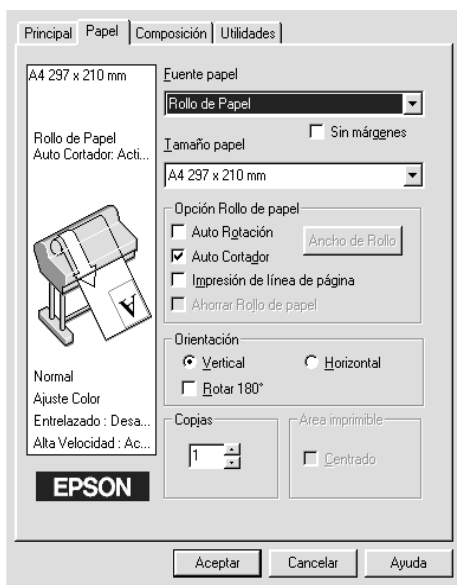 Principal Papel Composición Utilidades
A4 297 x 210 mm
Rollo de Papel
Auto Cortador: Acti...
A
Normal
Ajuste Color
Entrelazado : Desa...
Alta Velocidad : Ac...
EPSON
Fuente papel
Rollo de Papel
Sin márgenes
Tamaño papel
A4 297 x 210 mm
Opción Rollo de papel
Auto Rotación
Ancho de Rollo
Auto Cortador
Impresión de línea de página
Ahorrar Rollo de papel
Orientación
Vertical Horizontal
Rotar 180°
Copias
1
Area imprimible
Centrado
Aceptar Cancelar Ayuda